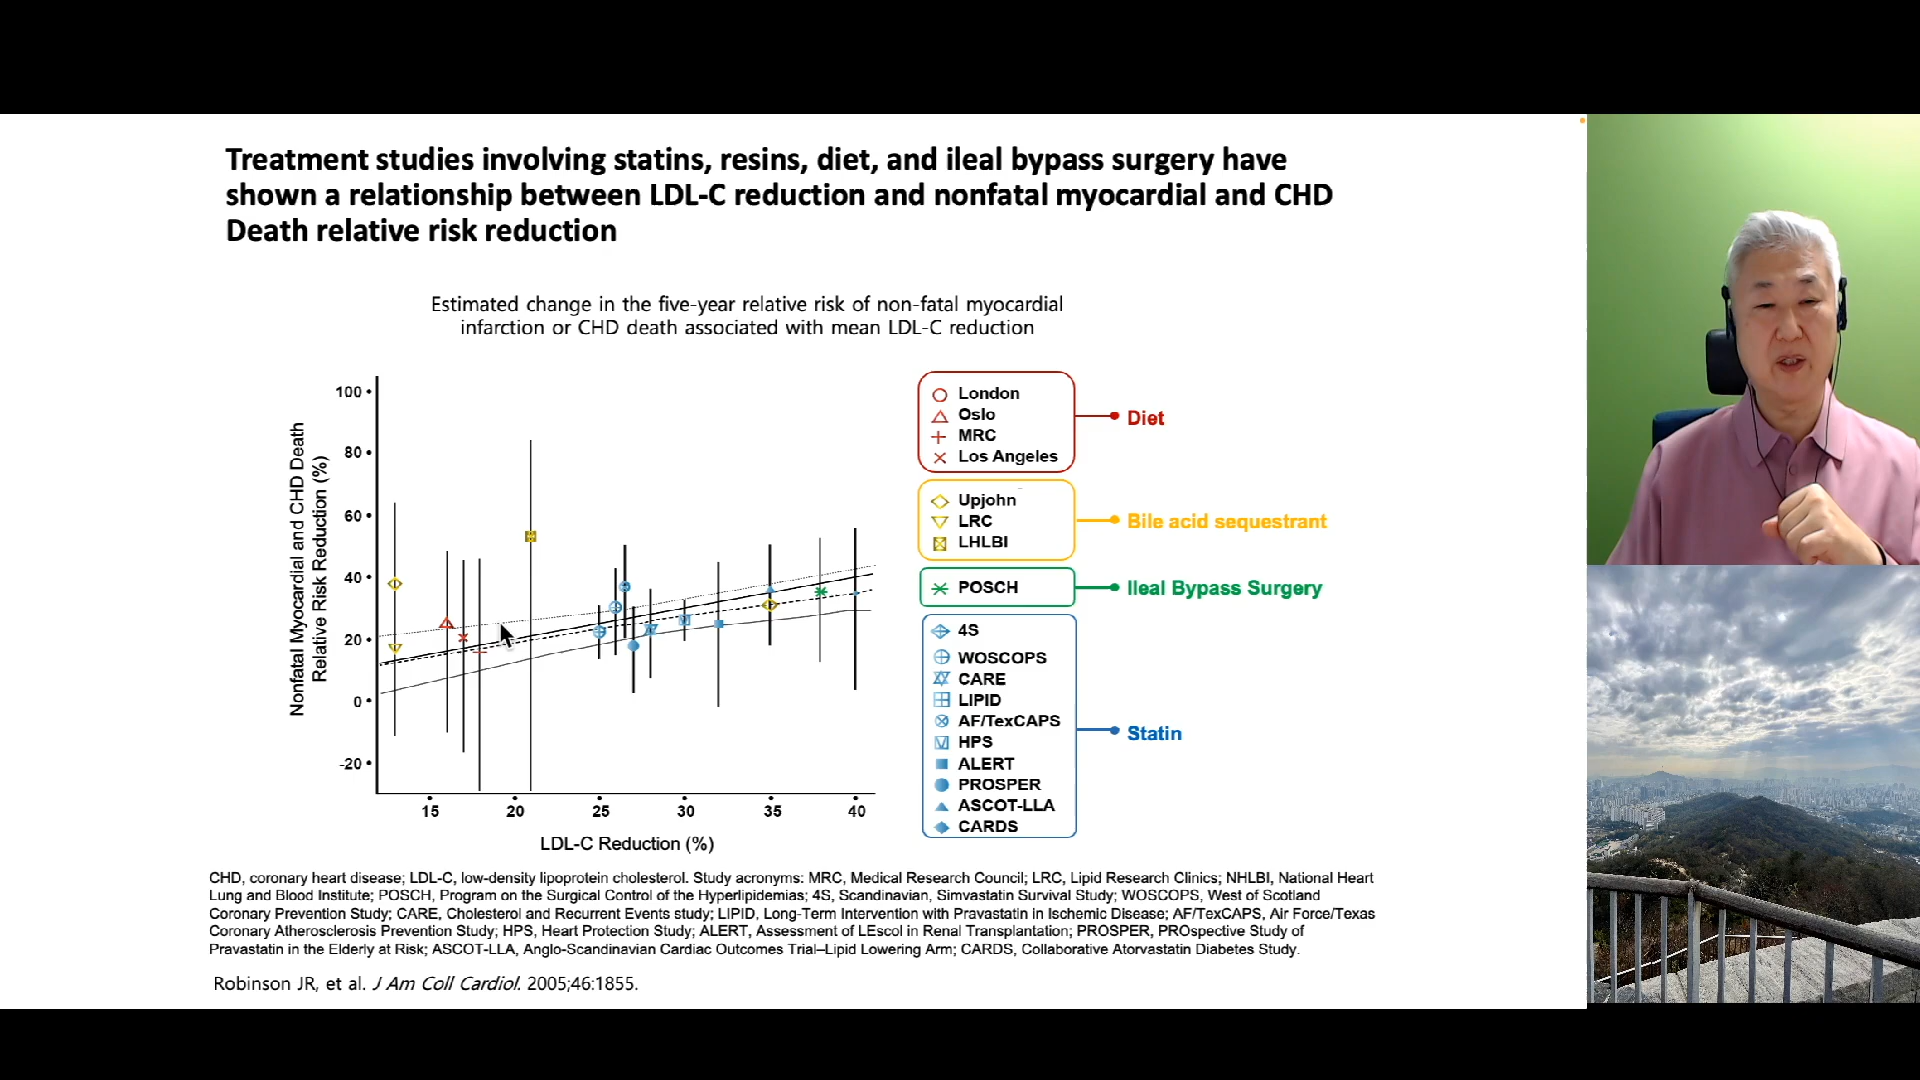 Treatment studies involving statins, resins, diet, and ileal bypass surgery have
shown a relationship between LDL-C reduction and nonfatal myocardial and CHD
Death relative risk reduction
Estimated change in the five-year relative risk of non-fatal myocardial
infarction or CHD death associated with mean LDL-C reduction
Nonfatal Myocardial and CHD Death
Relative Risk Reduction (%)
100
80
60
40
20
0
-20
15 20 25 30 35 40
LDL-C Reduction (%)
London
Oslo
MRC
Los Angeles
Diet
Upjohn
LRC
LHLBI
Bile acid sequestrant
POSCH
Ileal Bypass Surgery
4S
WOSCOPS
CARE
LIPID
AF/TexCAPS
HPS
ALERT
PROSPER
ASCOT-LLA
CARDS
Statin
CHD, coronary heart disease; LDL-C, low-density lipoprotein cholesterol. Study acronyms: MRC, Medical Research Council; LRC, Lipid Research Clinics; NHLBI, National Heart
Lung and Blood Institute; POSCH, Program on the Surgical Control of the Hyperlipidemias; 4S, Scandinavian, Simvastatin Survival Study; WOSCOPS, West of Scotland
Coronary Prevention Study; CARE, Cholesterol and Recurrent Events study; LIPID, Long-Term Intervention with Pravastatin in Ischemic Disease; AF/TexCAPS, Air Force/Texas
Coronary Atherosclerosis Prevention Study; HPS, Heart Protection Study; ALERT, Assessment of LEscol in Renal Transplantation; PROSPER, PROspective Study of
Pravastatin in the Elderly at Risk; ASCOT-LLA, Anglo-Scandinavian Cardiac Outcomes Trial–Lipid Lowering Arm; CARDS, Collaborative Atorvastatin Diabetes Study.
Robinson JR, et al. J Am Coll Cardiol. 2005;46:1855.